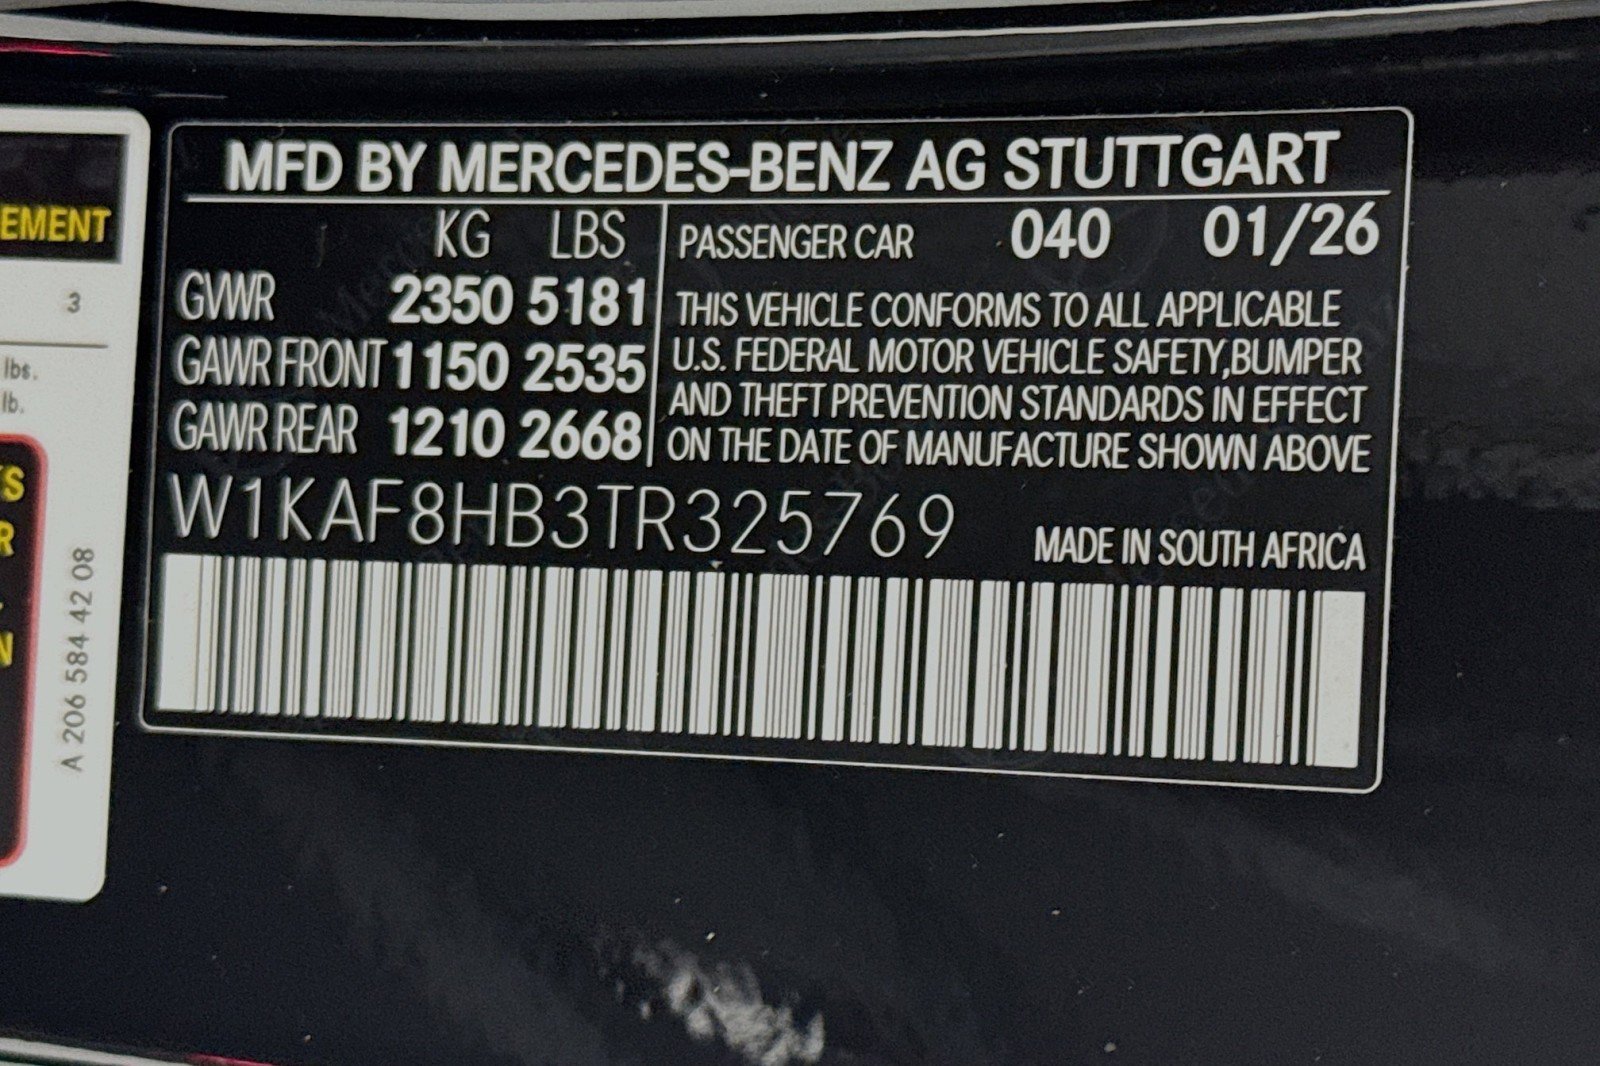 MFD BY MERCEDES-BENZ AG STUTTGART
KG LBS
GVWR 2350 5181
GAWR FRONT 1150 2535
GAWR REAR 1210 2668
PASSENGER CAR 040 01/26
THIS VEHICLE CONFORMS TO ALL APPLICABLE
U.S. FEDERAL MOTOR VEHICLE SAFETY, BUMPER
AND THEFT PREVENTION STANDARDS IN EFFECT
ON THE DATE OF MANUFACTURE SHOWN ABOVE
W1KAF8HB3TR325769
MADE IN SOUTH AFRICA
EMENT
3
lbs.
lb.
A 206 584 42 08